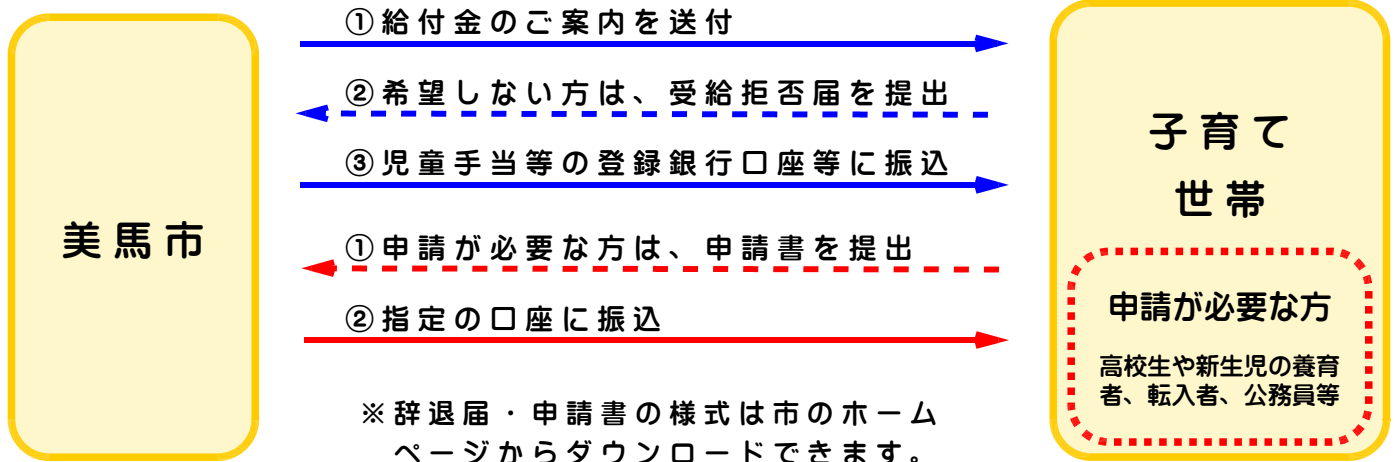 美馬市
①給付金のご案内を送付
②希望しない方は、受給拒否届を提出
③児童手当等の登録銀行口座等に振込
①申請が必要な方は、申請書を提出
②指定の口座に振込
※辞退届・申請書の様式は市のホーム
ページからダウンロードできます。
子育て
世帯
申請が必要な方
高校生や新生児の養育
者、転入者、公務員等